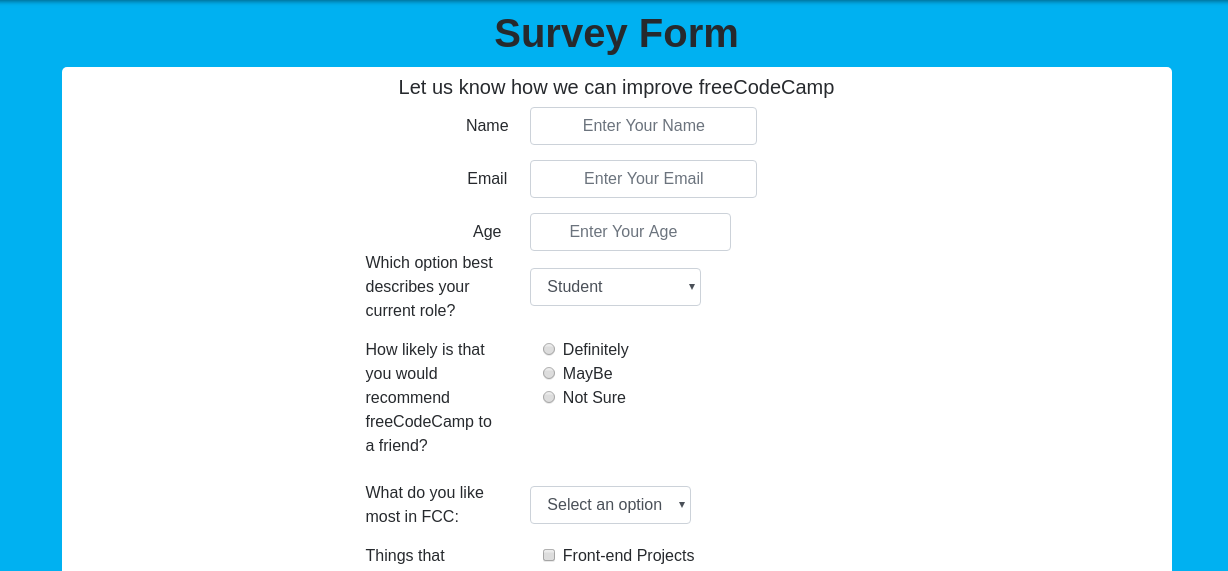 Survey Form
Let us know how we can improve freeCodeCamp
Name Enter Your Name
Email Enter Your Email
Age Enter Your Age
Which option best
describes your
current role?
Student
How likely is that
you would
recommend
freeCodeCamp to
a friend?
Definitely
MayBe
Not Sure
What do you like
most in FCC:
Select an option
Things that
Front-end Projects